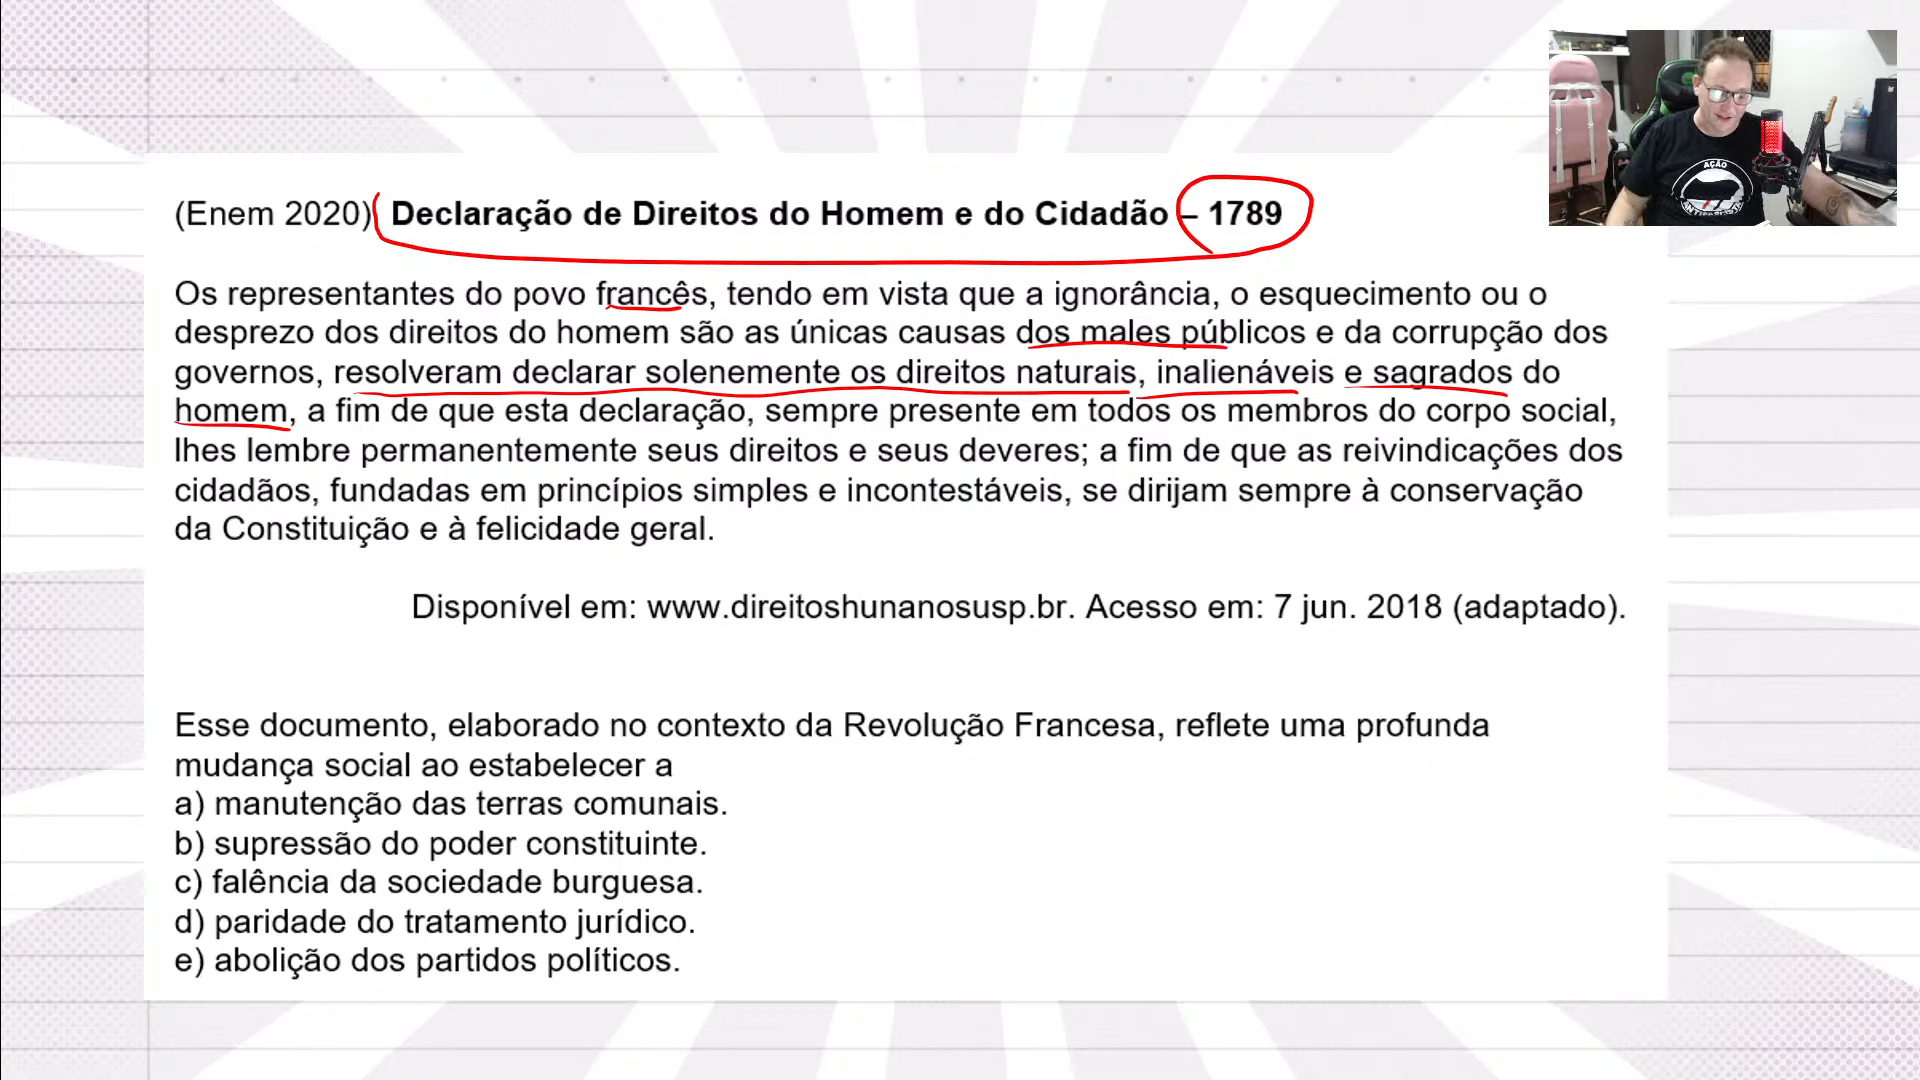 (Enem 2020) Declaração de Direitos do Homem e do Cidadão – 1789
Os representantes do povo francês, tendo em vista que a ignorância, o esquecimento ou o
desprezo dos direitos do homem são as únicas causas dos males públicos e da corrupção dos
governos, resolveram declarar solenemente os direitos naturais, inalienáveis e sagrados do
homem, a fim de que esta declaração, sempre presente em todos os membros do corpo social,
lhes lembre permanentemente seus direitos e seus deveres; a fim de que as reivindicações dos
cidadãos, fundadas em princípios simples e incontestáveis, se dirijam sempre à conservação
da Constituição e à felicidade geral.
Disponível em: www.direitoshunanosusp.br. Acesso em: 7 jun. 2018 (adaptado).
Esse documento, elaborado no contexto da Revolução Francesa, reflete uma profunda
mudança social ao estabelecer a
a) manutenção das terras comunais.
b) supressão do poder constituinte.
c) falência da sociedade burguesa.
d) paridade do tratamento jurídico.
e) abolição dos partidos políticos.
AÇÃO